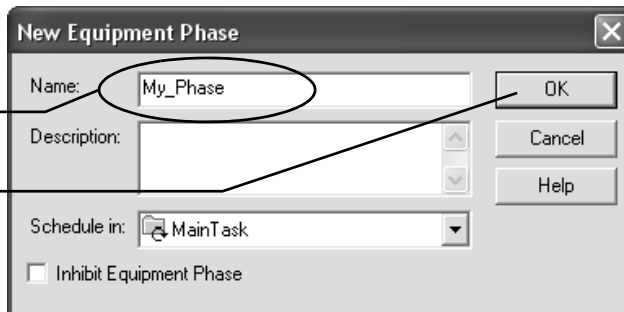 New Equipment Phase
Name: My_Phase OK
Description: Cancel
Help
Schedule in: MainTask
Inhibit Equipment Phase